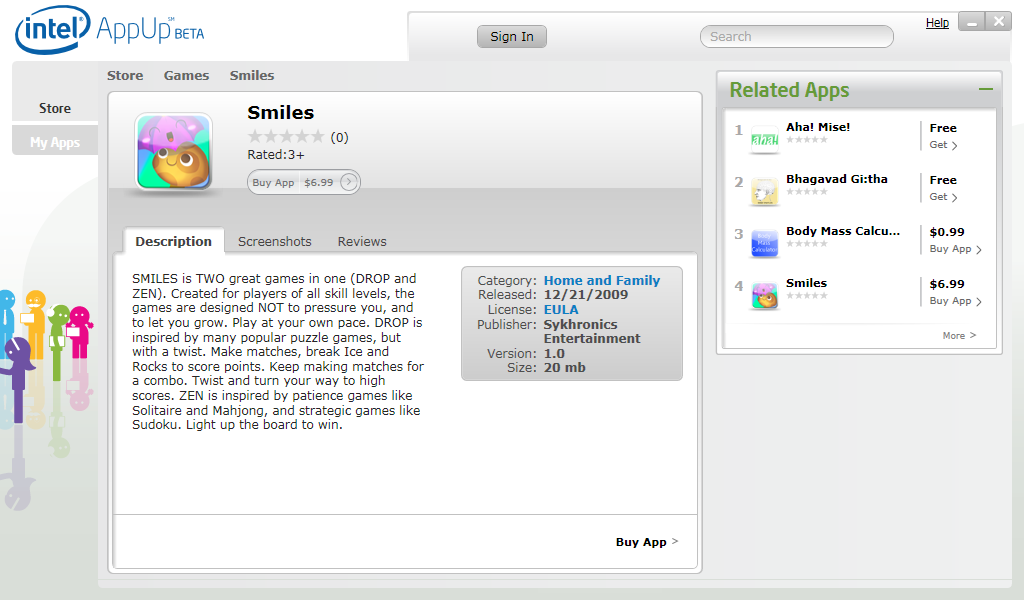 intel® AppUp SM BETA
Help
Sign In
Search
Store
My Apps
Store Games Smiles
Smiles
(0)
Rated:3+
Buy App $6.99
Description Screenshots Reviews
SMILES is TWO great games in one (DROP and
ZEN). Created for players of all skill levels, the
games are designed NOT to pressure you, and
to let you grow. Play at your own pace. DROP is
inspired by many popular puzzle games, but
with a twist. Make matches, break Ice and
Rocks to score points. Keep making matches for
a combo. Twist and turn your way to high
scores. ZEN is inspired by patience games like
Solitaire and Mahjong, and strategic games like
Sudoku. Light up the board to win.
Category: Home and Family
Released: 12/21/2009
License: EULA
Publisher: Sykhronics
Entertainment
Version: 1.0
Size: 20 mb
Buy App >
Related Apps
1 aha! Aha! Mise! Free
Get >
2 Bhagavad Gi:tha Free
Get >
3 Body Mass Calculator Body Mass Calcu... $0.99
Buy App >
4 Smiles $6.99
Buy App >
More >